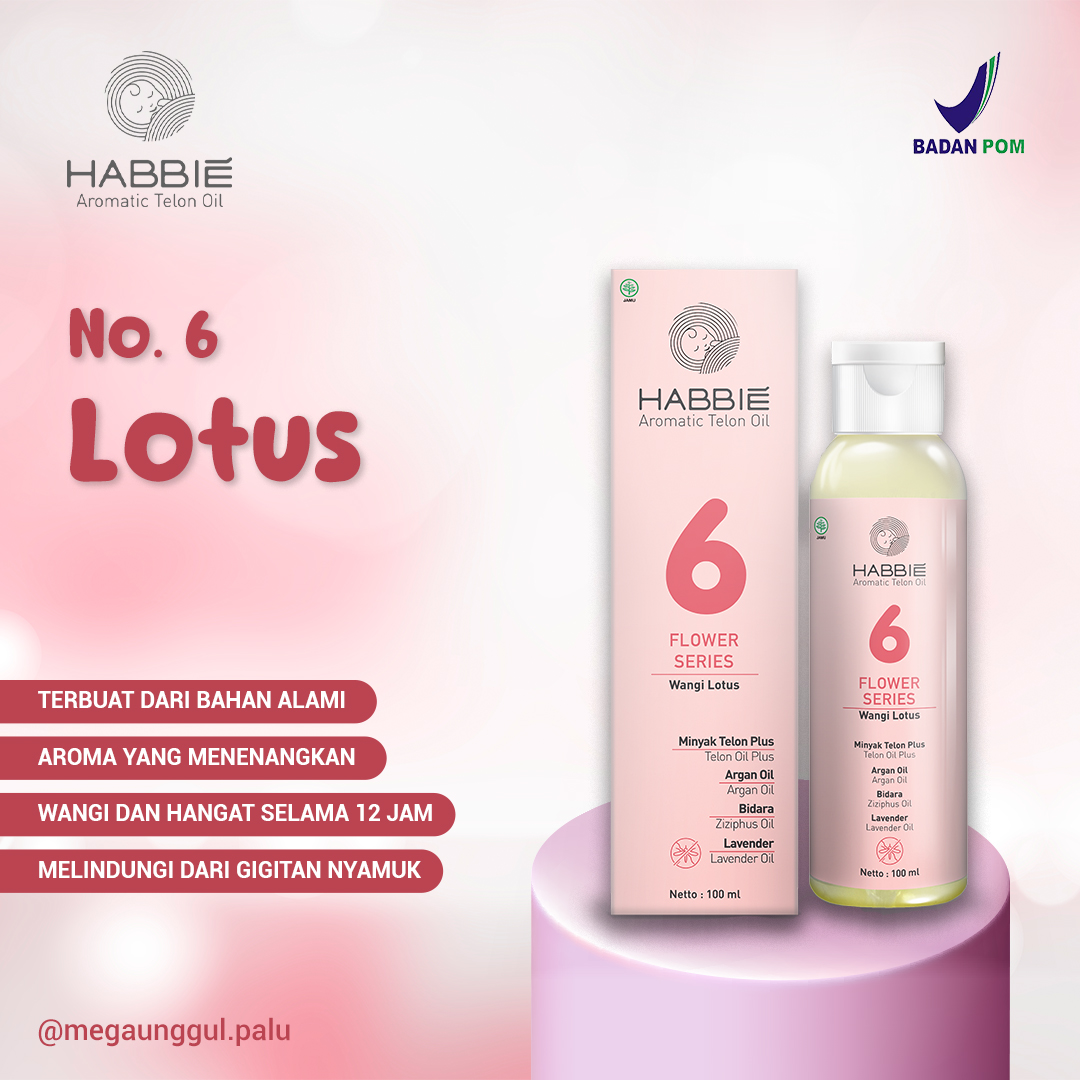 HABBIÉ
Aromatic Telon Oil
BADAN POM
No. 6
Lotus
TERBUAT DARI BAHAN ALAMI
AROMA YANG MENENANGKAN
WANGI DAN HANGAT SELAMA 12 JAM
MELINDUNGI DARI GIGITAN NYAMUK
@megaunggul.palu
JAMU
HABBIÉ
Aromatic Telon Oil
6
FLOWER
SERIES
Wangi Lotus
Minyak Telon Plus
Telon Oil Plus
Argan Oil
Argan Oil
Bidara
Ziziphus Oil
Lavender
Lavender Oil
Netto : 100 ml
JAMU
HABBIÉ
Aromatic Telon Oil
6
FLOWER
SERIES
Wangi Lotus
Minyak Telon Plus
Telon Oil Plus
Argan Oil
Argan Oil
Bidara
Ziziphus Oil
Lavender
Lavender Oil
Netto : 100 ml